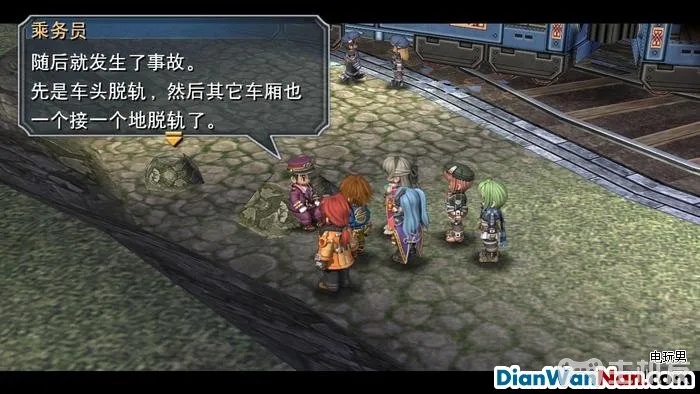 乘务员
随后就发生了事故。
先是车头脱轨，然后其它车厢也
一个接一个地脱轨了。
电玩男
DianWanNan.com